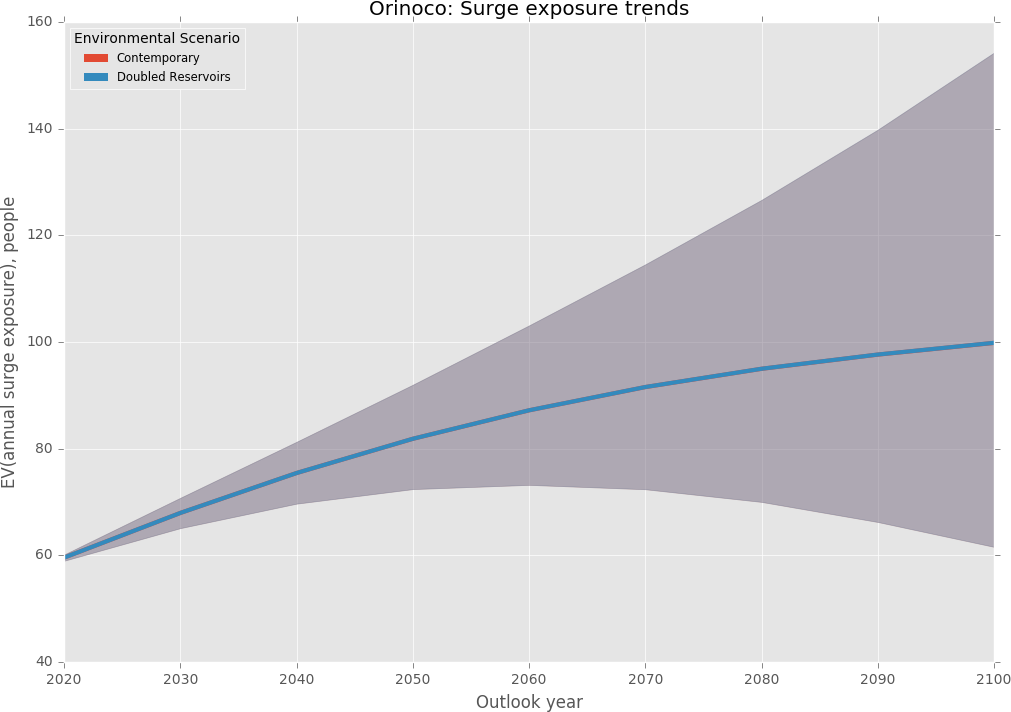 Orinoco: Surge exposure trends
Environmental Scenario
Contemporary
Doubled Reservoirs
EV(annual surge exposure), people
160
140
120
100
80
60
40
2020 2030 2040 2050 2060 2070 2080 2090 2100
Outlook year